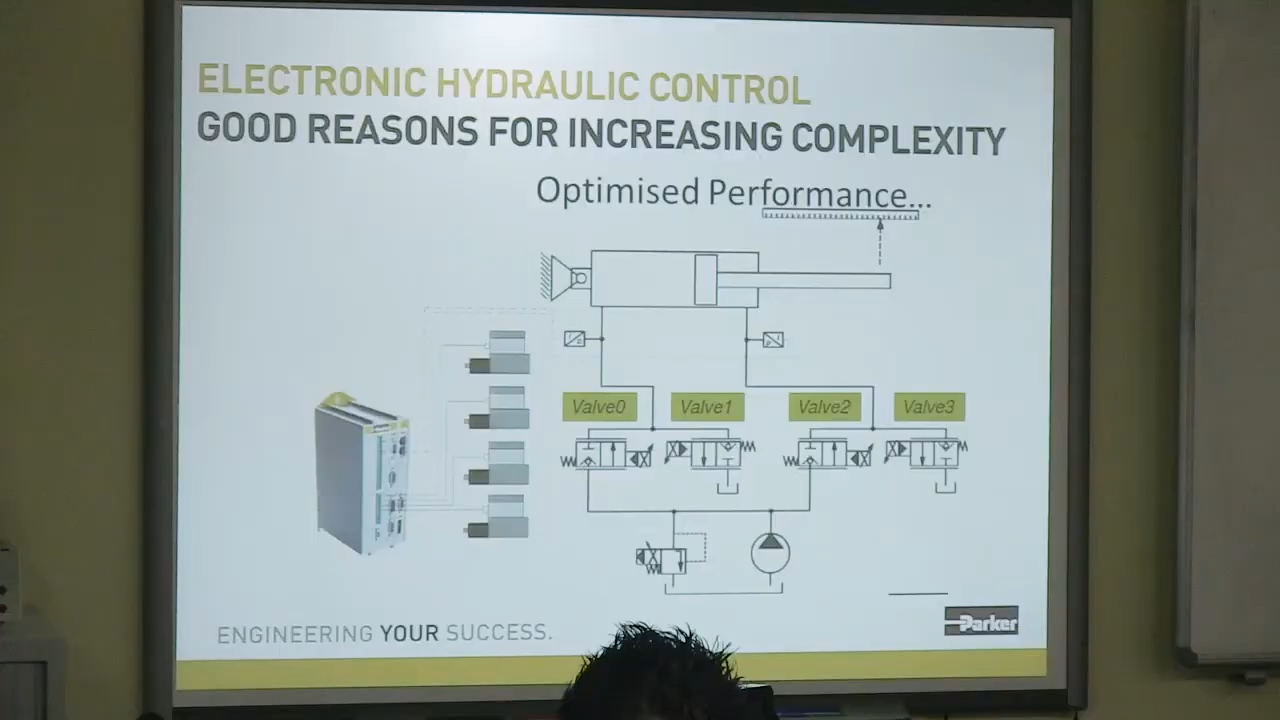 ELECTRONIC HYDRAULIC CONTROL
GOOD REASONS FOR INCREASING COMPLEXITY
Optimised Performance...
Valve0 Valve1 Valve2 Valve3
ENGINEERING YOUR SUCCESS.
Parker